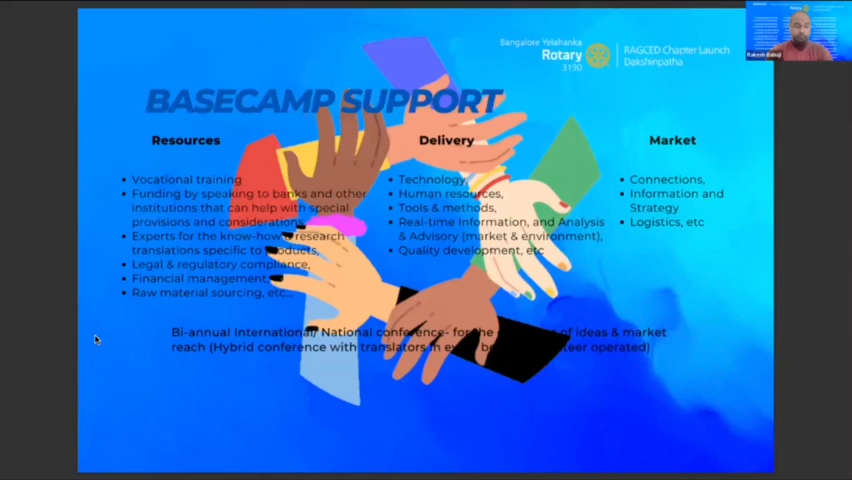 Bangalore Yelahanka
Rotary
3190
RAGCED Chapter Launch
Dakshinpatha
BASECAMP SUPPORT
Resources
Vocational training
Funding by speaking to banks and other
institutions that can help with special
provisions and considerations,
Experts for the know-how & research
translations specific to products,
Legal & regulatory compliance,
Financial management,
Raw material sourcing, etc...
Delivery
Technology,
Human resources,
Tools & methods,
Real-time Information, and Analysis
& Advisory (market & environment),
Quality development, etc
Market
Connections,
Information and
Strategy
Logistics, etc
Bi-annual International/ National conference- for the of ideas & market
reach (Hybrid conference with translators in operated)